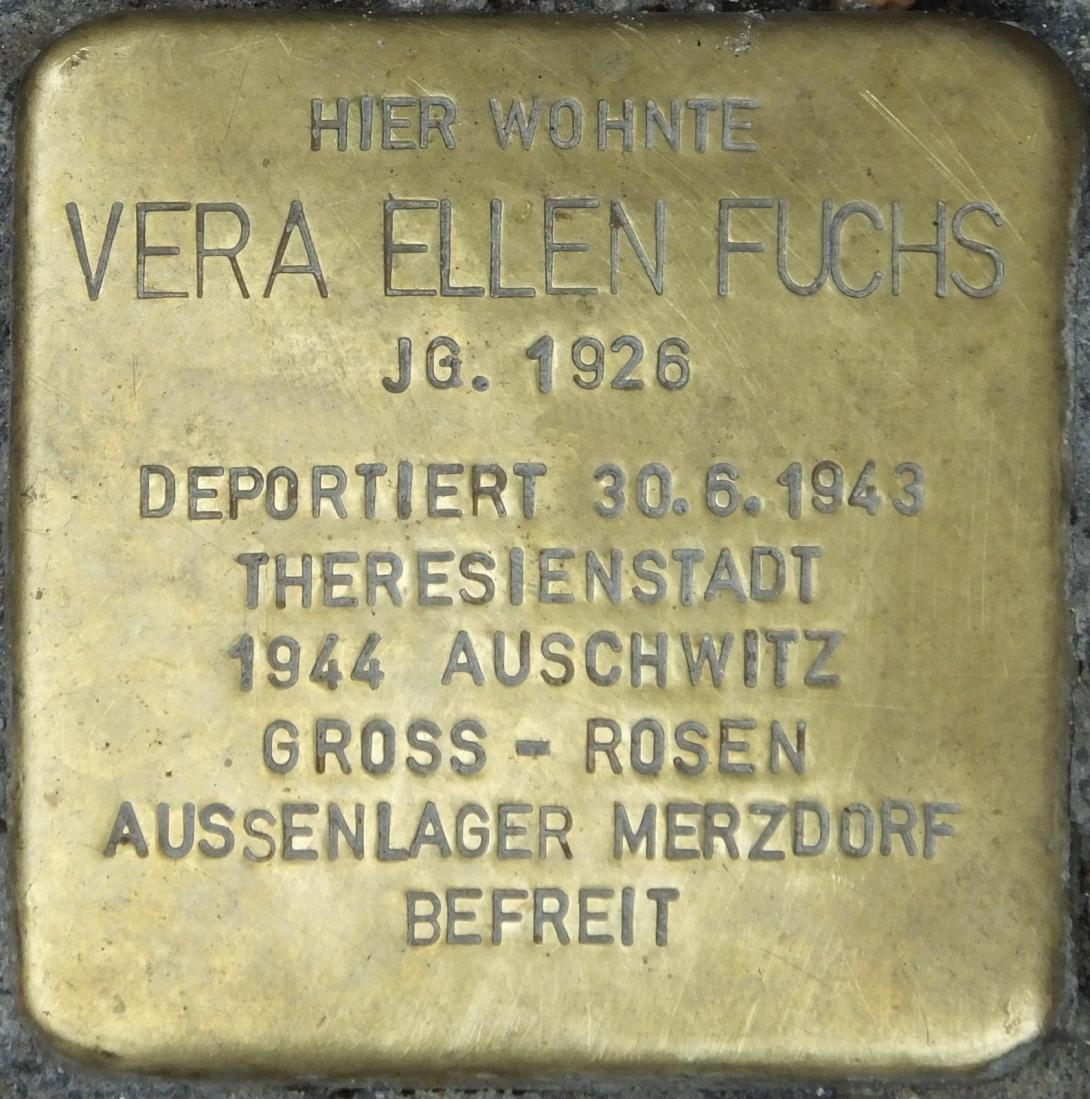 HIER WOHNTE
VERA ELLEN FUCHS
JG. 1926
DEPORTIERT 30.6.1943
THERESIENSTADT
1944 AUSCHWITZ
GROSS - ROSEN
AUSSENLAGER MERZDORF
BEFREIT